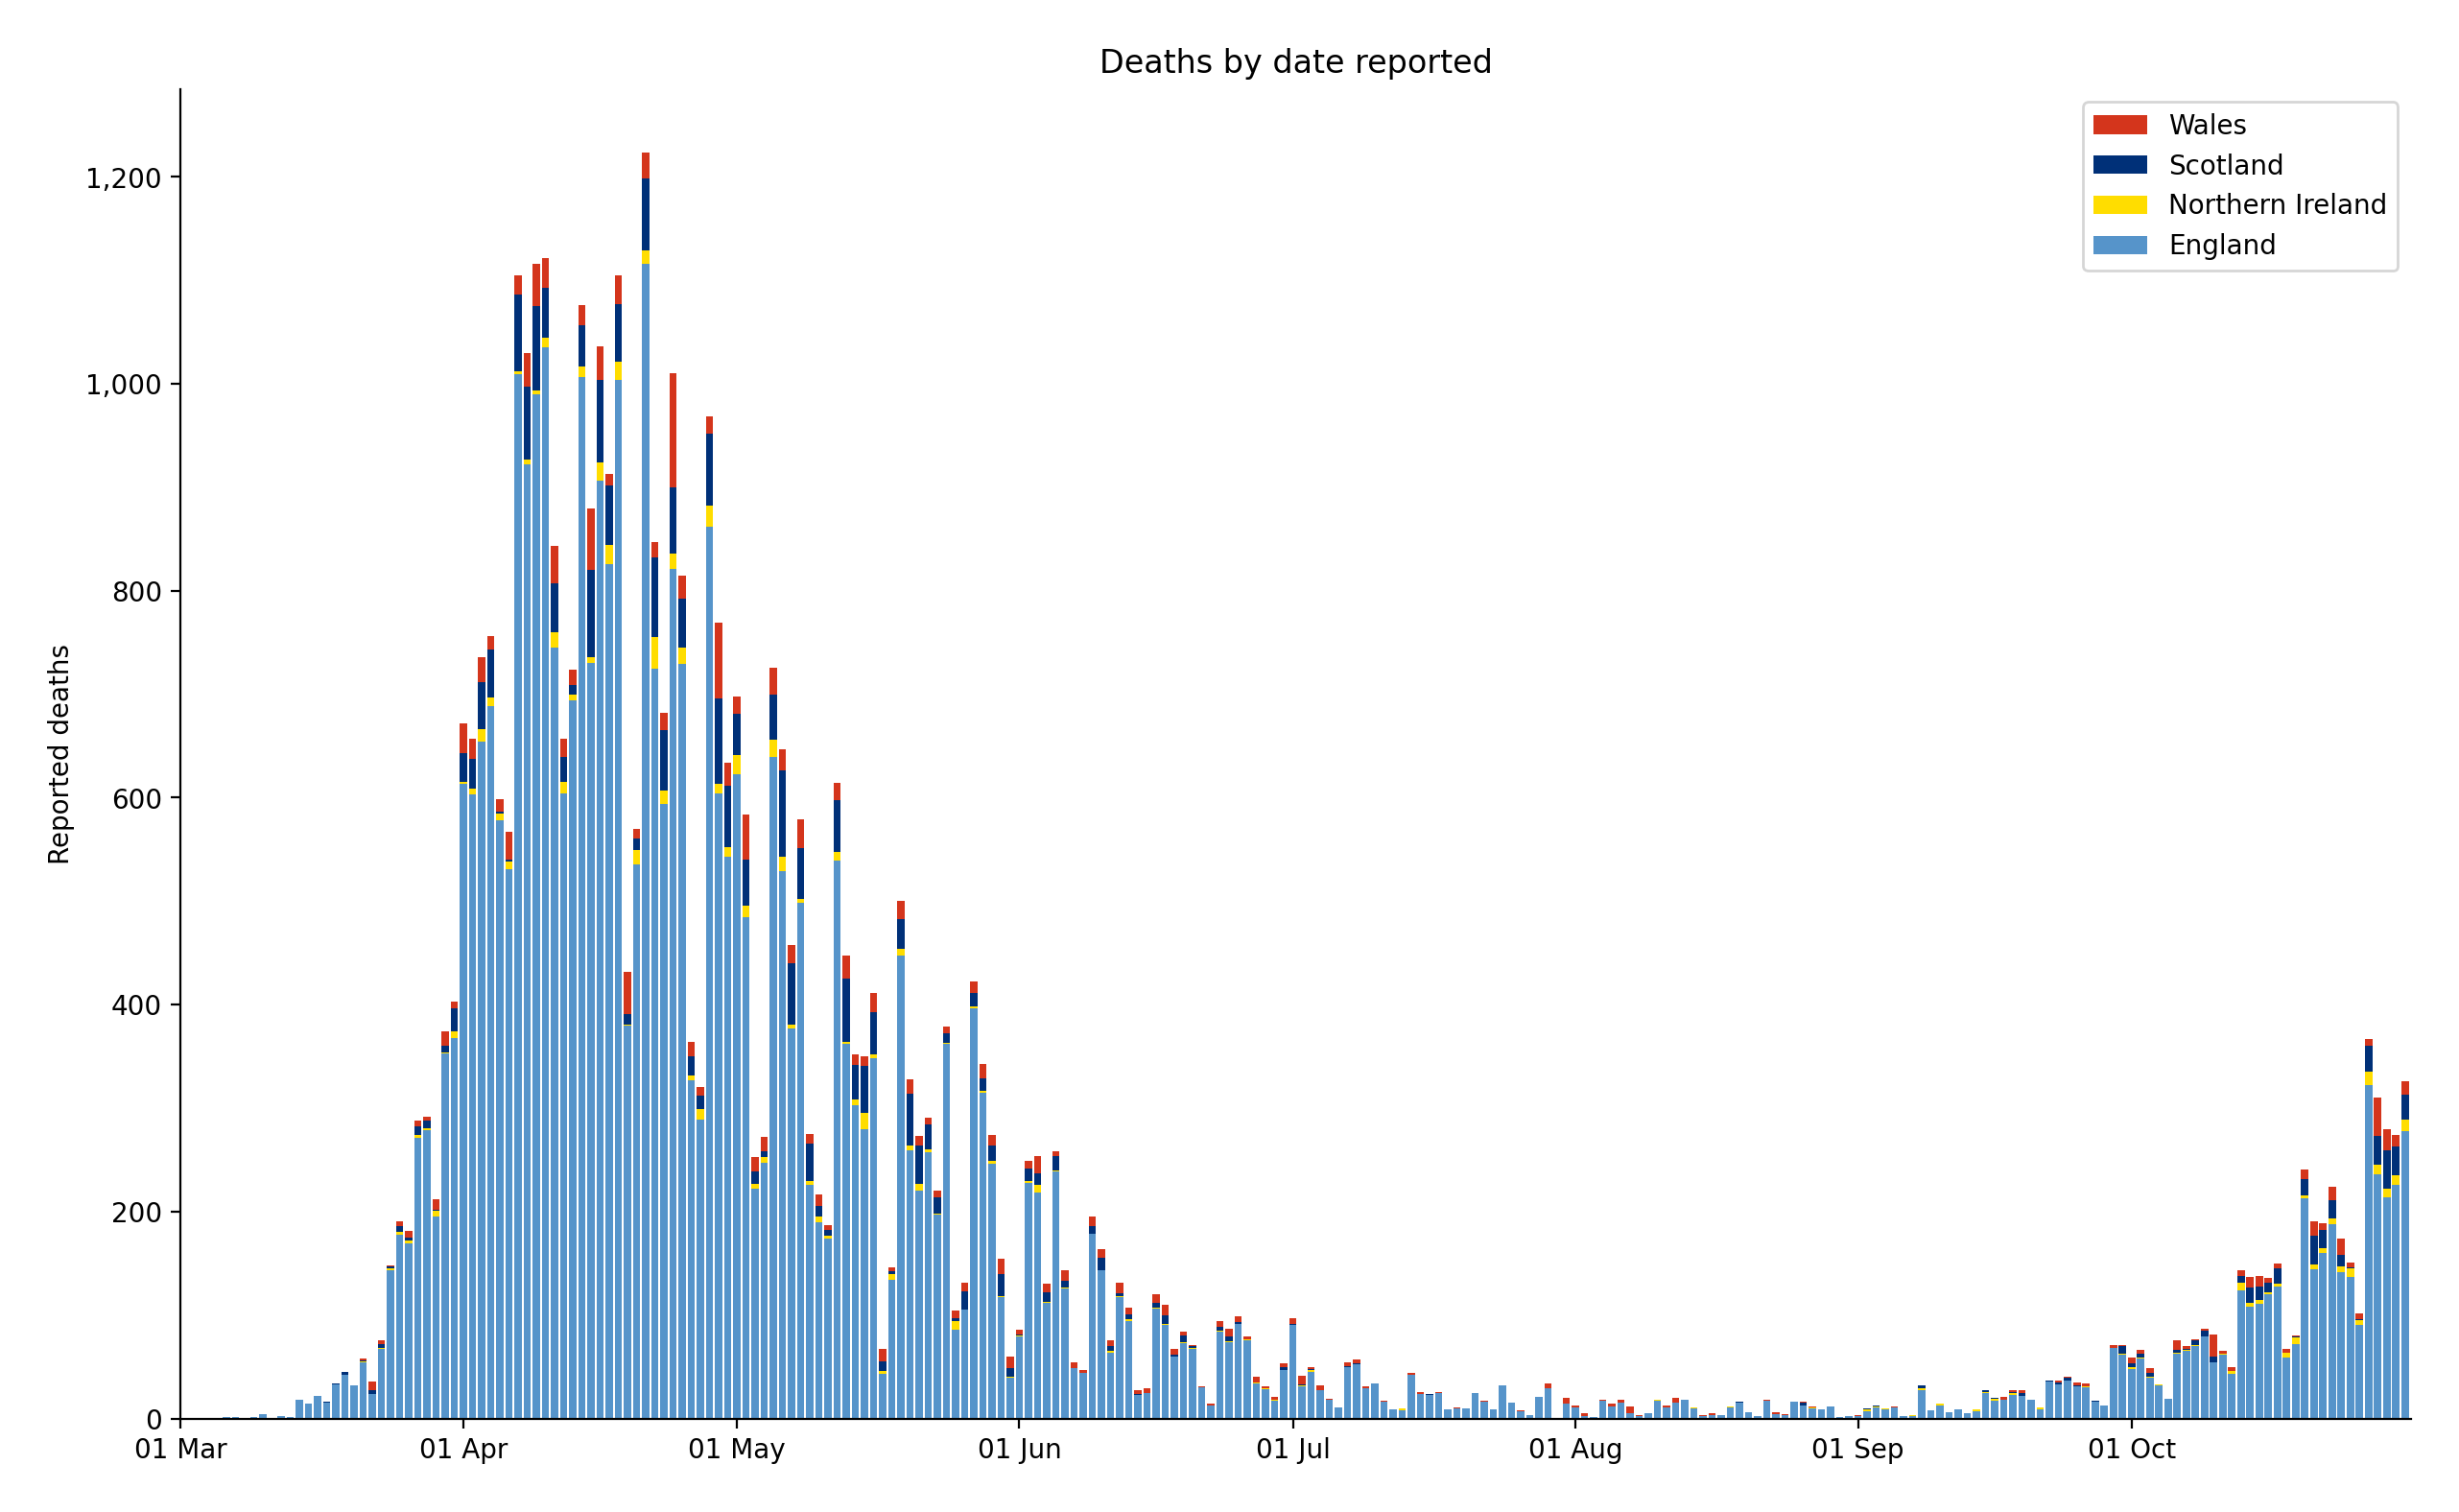 Deaths by date reported
Wales
Scotland
Northern Ireland
England
Reported deaths
1,200
1,000
800
600
400
200
0
01 Mar
01 Apr
01 May
01 Jun
01 Jul
01 Aug
01 Sep
01 Oct